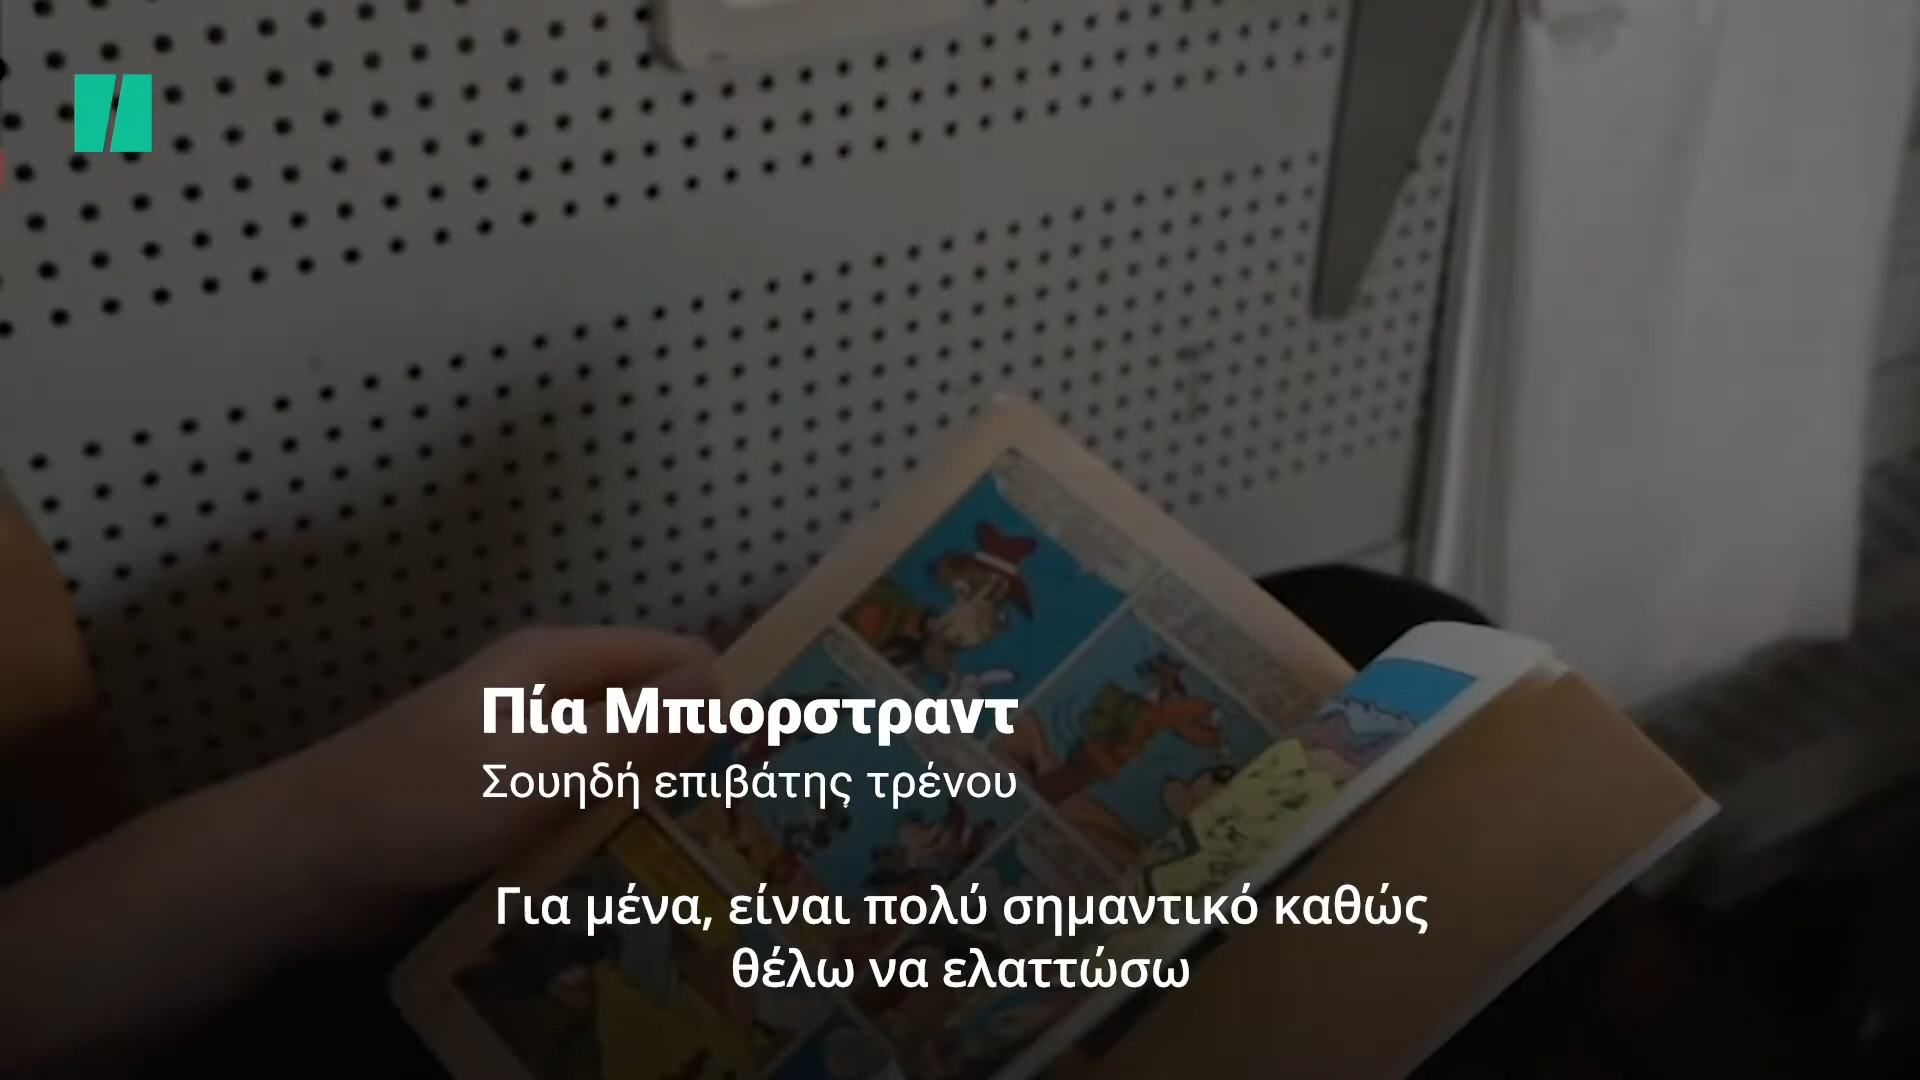 Πία Μπιορστραντ
Σουηδή επιβάτης τρένου
Για μένα, είναι πολύ σημαντικό καθώς
θέλω να ελαττώσω